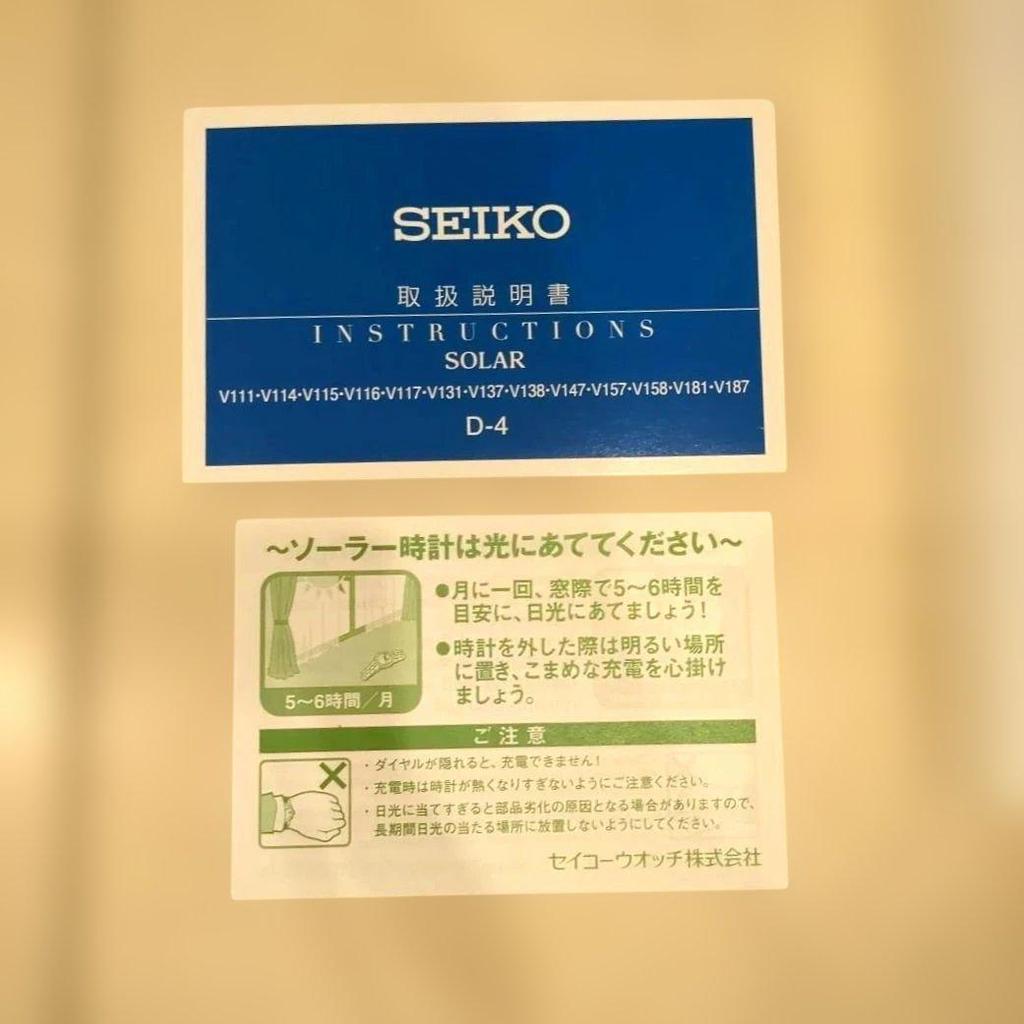 SEIKO
取扱説明書
INSTRUCTIONS
SOLAR
V111・V114・V115・V116・V117・V131・V137・V138・V147・V157・V158・V181・V187
D-4
～ソーラー時計は光にあててください～
●月に一回、窓際で5～6時間を
目安に、日光にあてましょう！
●時計を外した際は明るい場所
に置き、こまめな充電を心掛け
ましょう。
5～6時間／月
ご注意
・ダイヤルが隠れると、充電できません！
・充電時は時計が熱くなりすぎないようにご注意ください。
・日光に当てすぎると部品劣化の原因となる場合がありますので、
長期間日光の当たる場所に放置しないようにしてください。
セイコーウオッチ株式会社